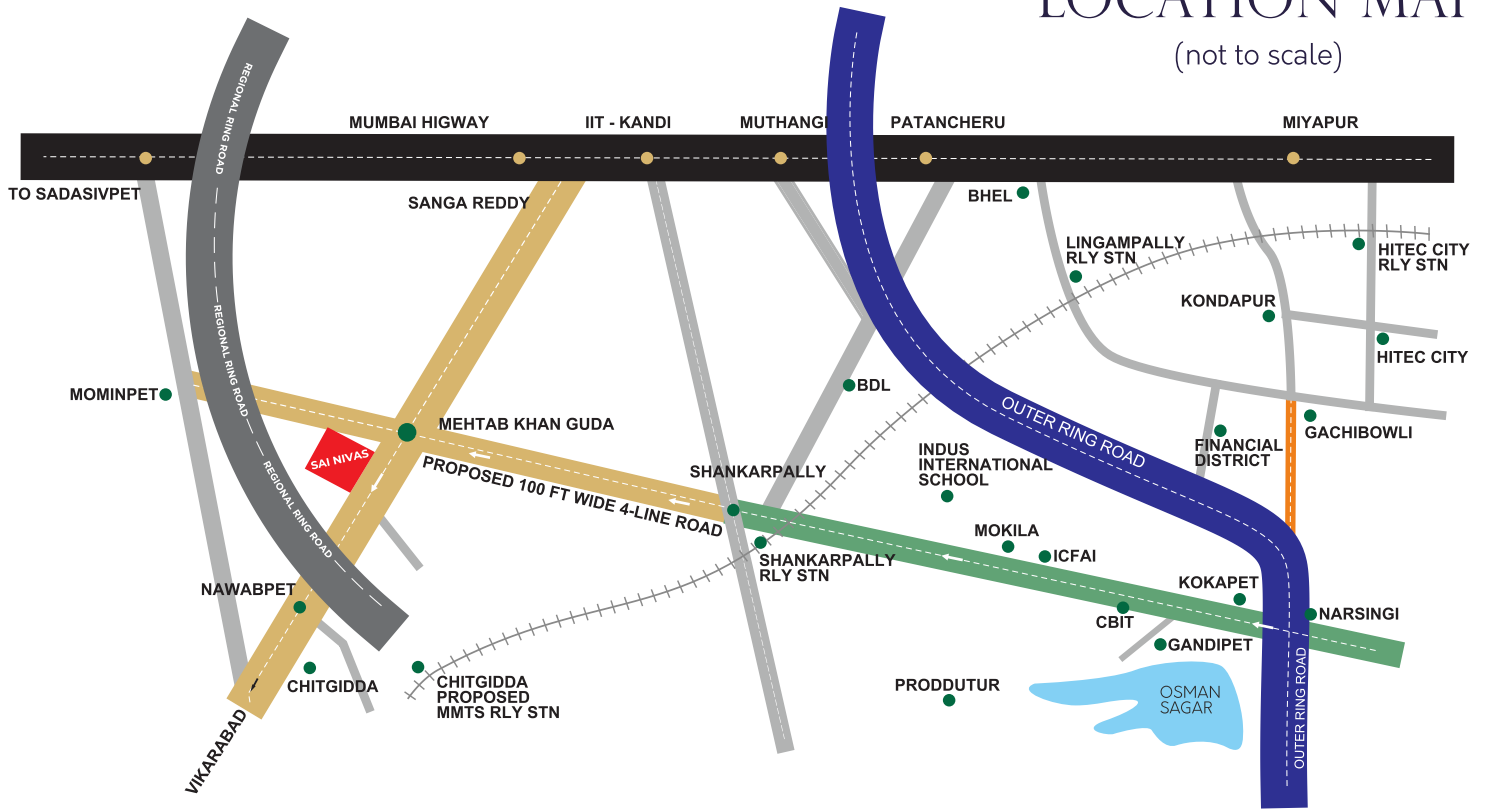 LOCATION MAP
(not to scale)
MUMBAI HIGWAY
IIT - KANDI
MUTHANGI
PATANCHERU
MIYAPUR
TO SADASIVPET
SANGA REDDY
BHEL
REGIONAL RING ROAD
REGIONAL RING ROAD
REGIONAL RING ROAD
LINGAMPALLY
RLY STN
HITEC CITY
RLY STN
KONDAPUR
HITEC CITY
MOMINPET
BDL
MEHTAB KHAN GUDA
OUTER RING ROAD
GACHIBOWLI
FINANCIAL
DISTRICT
SAI NIVAS
PROPOSED 100 FT WIDE 4-LINE ROAD
SHANKARPALLY
INDUS
INTERNATIONAL
SCHOOL
MOKILA
ICFAI
SHANKARPALLY
RLY STN
NAWABPET
KOKAPET
NARSINGI
CBIT
GANDIPET
CHITGIDDA
CHITGIDDA
PROPOSED
MMTS RLY STN
PRODDUTUR
OSMAN
SAGAR
OUTER RING ROAD
VIKARABAD